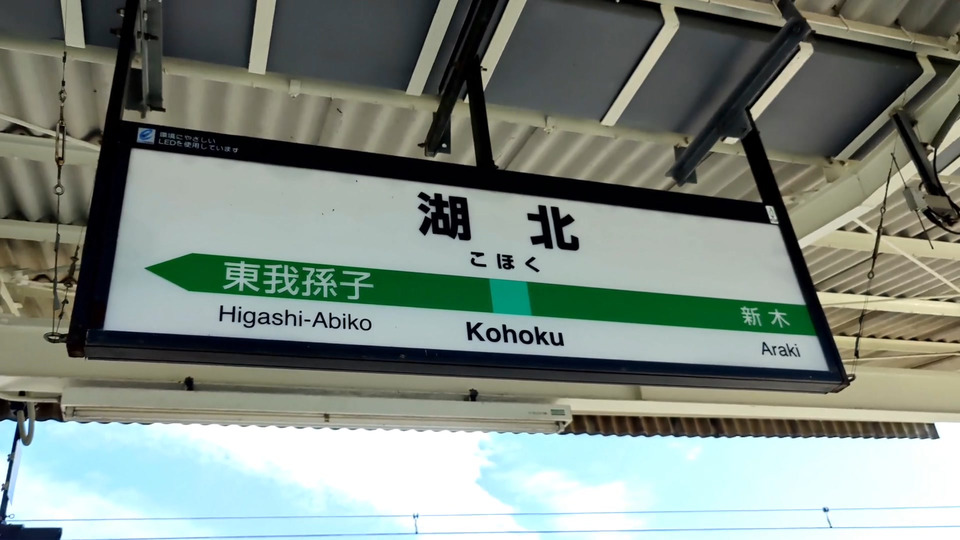 環境にやさしい
LEDを使用しています
湖北
こほく
東我孫子 新木
Higashi-Abiko Kohoku Araki